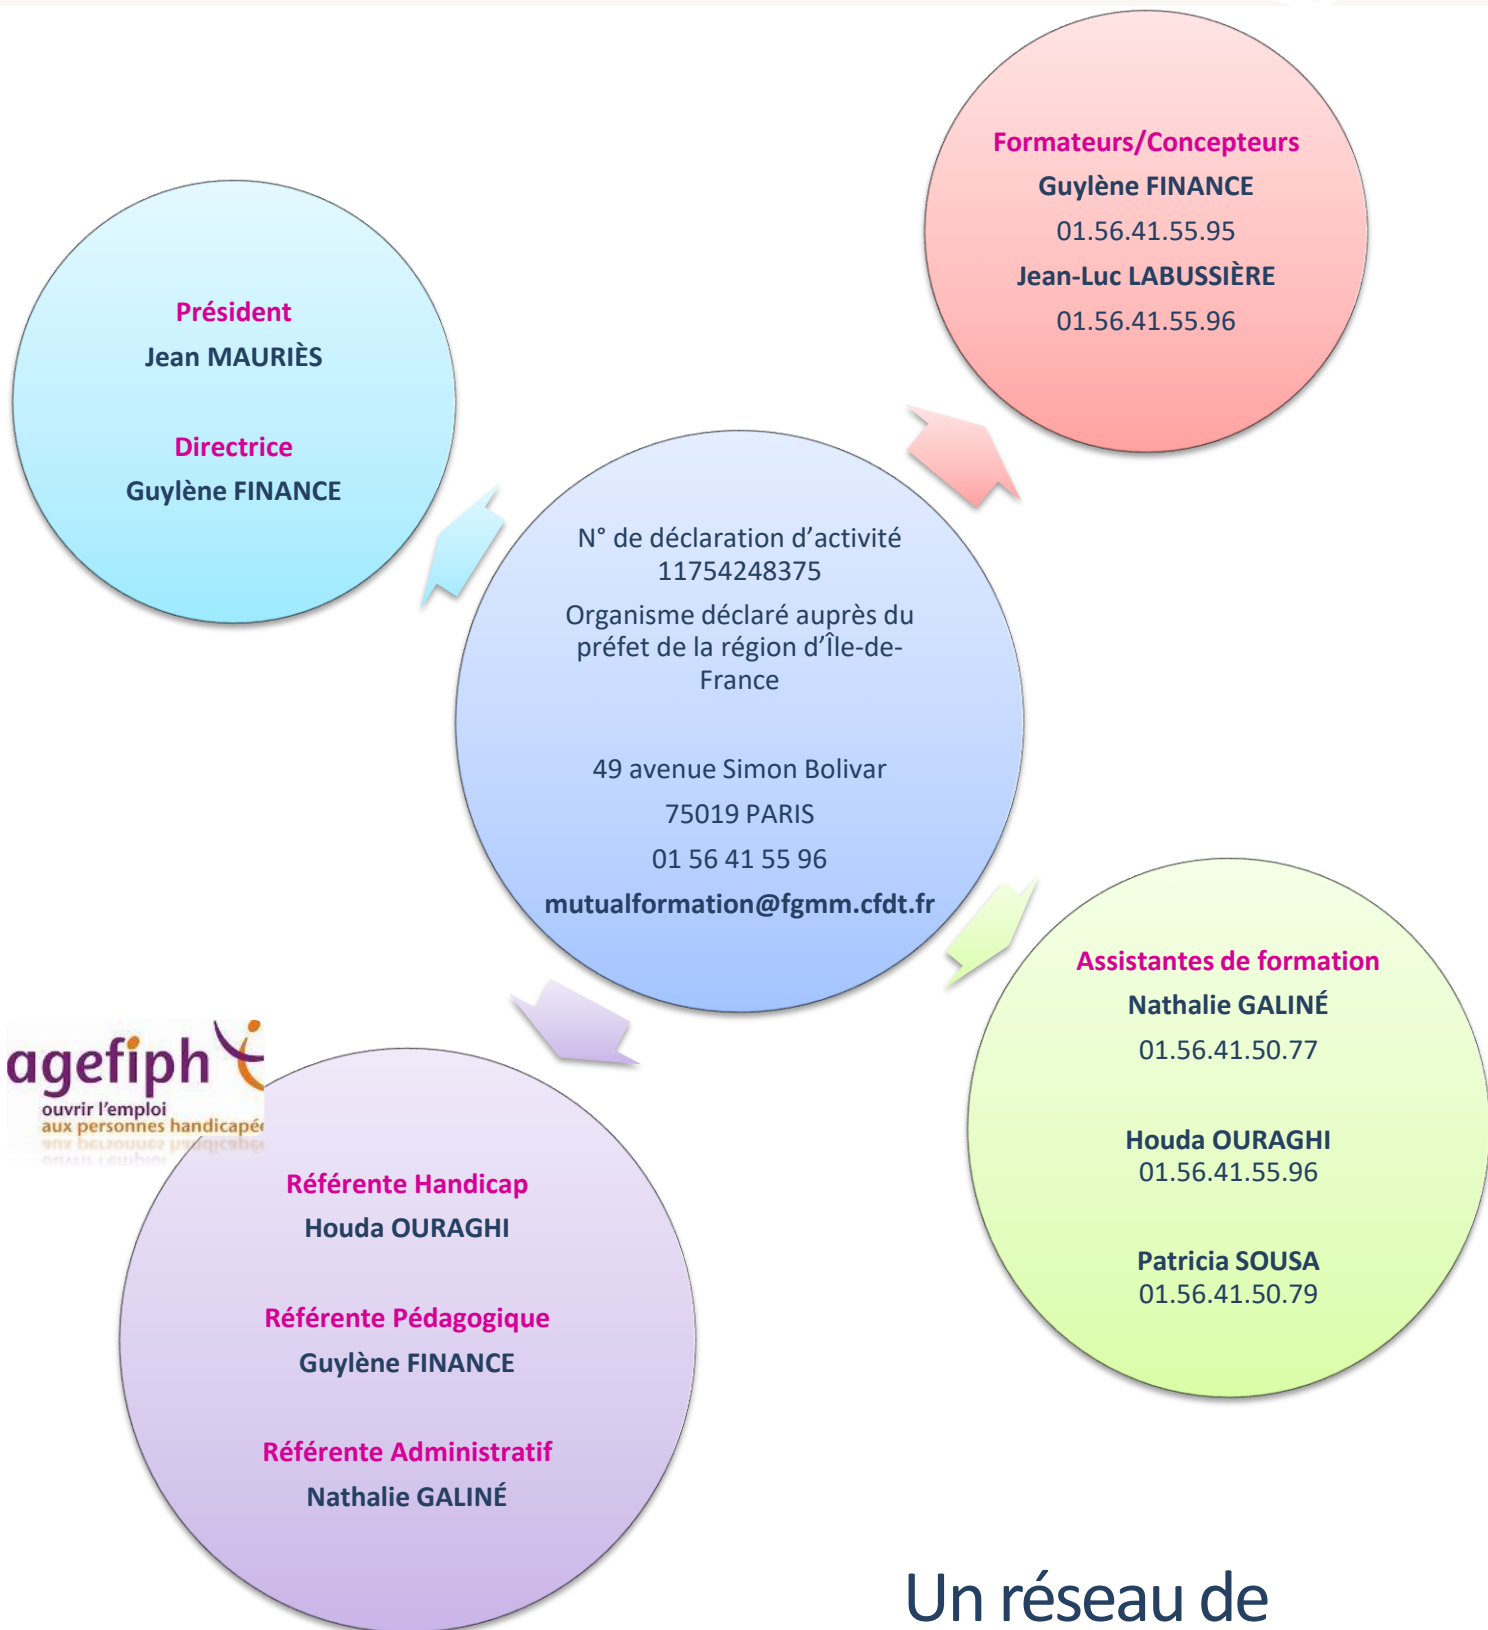 Formateurs/Concepteurs
Guylène FINANCE
01.56.41.55.95
Jean-Luc LABUSSIÈRE
01.56.41.55.96
Président
Jean MAURIÈS
Directrice
Guylène FINANCE
N° de déclaration d’activité
11754248375
Organisme déclaré auprès du
préfet de la région d’Île-de-
France
49 avenue Simon Bolivar
75019 PARIS
01 56 41 55 96
mutualformation@fgmm.cfdt.fr
Assistantes de formation
Nathalie GALINÉ
01.56.41.50.77
Houda OURAGHI
01.56.41.55.96
Patricia SOUSA
01.56.41.50.79
agefiph
ouvrir l’emploi
aux personnes handicapée
Référente Handicap
Houda OURAGHI
Référente Pédagogique
Guylène FINANCE
Référente Administratif
Nathalie GALINÉ
Un réseau de